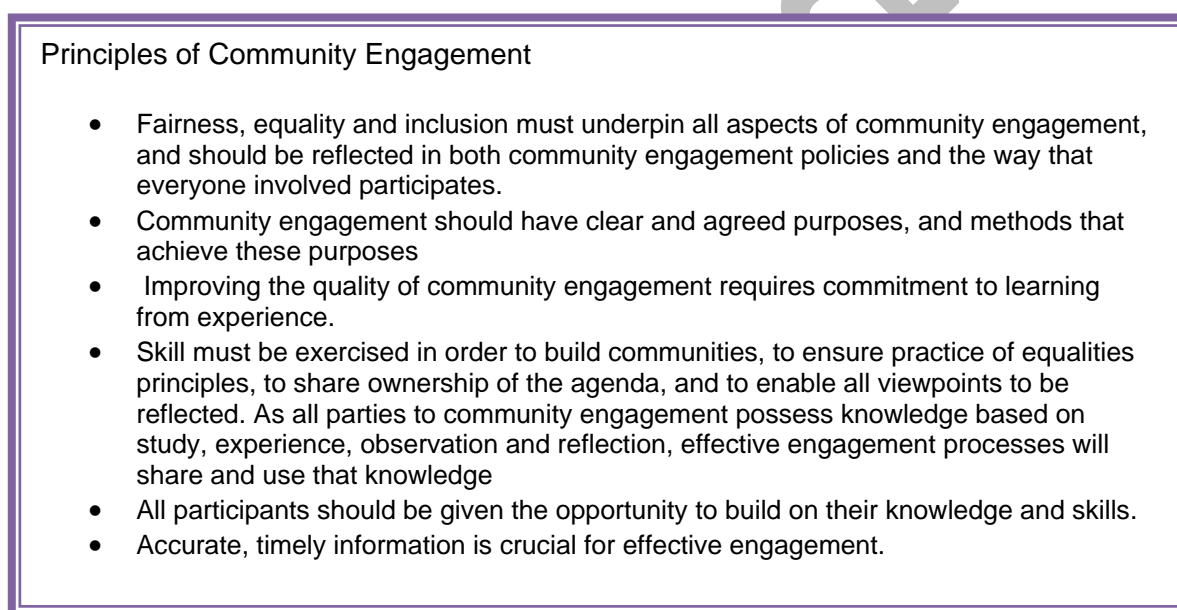 Principles of Community Engagement
• Fairness, equality and inclusion must underpin all aspects of community engagement,
and should be reflected in both community engagement policies and the way that
everyone involved participates.
• Community engagement should have clear and agreed purposes, and methods that
achieve these purposes
• Improving the quality of community engagement requires commitment to learning
from experience.
• Skill must be exercised in order to build communities, to ensure practice of equalities
principles, to share ownership of the agenda, and to enable all viewpoints to be
reflected. As all parties to community engagement possess knowledge based on
study, experience, observation and reflection, effective engagement processes will
share and use that knowledge
• All participants should be given the opportunity to build on their knowledge and skills.
• Accurate, timely information is crucial for effective engagement.